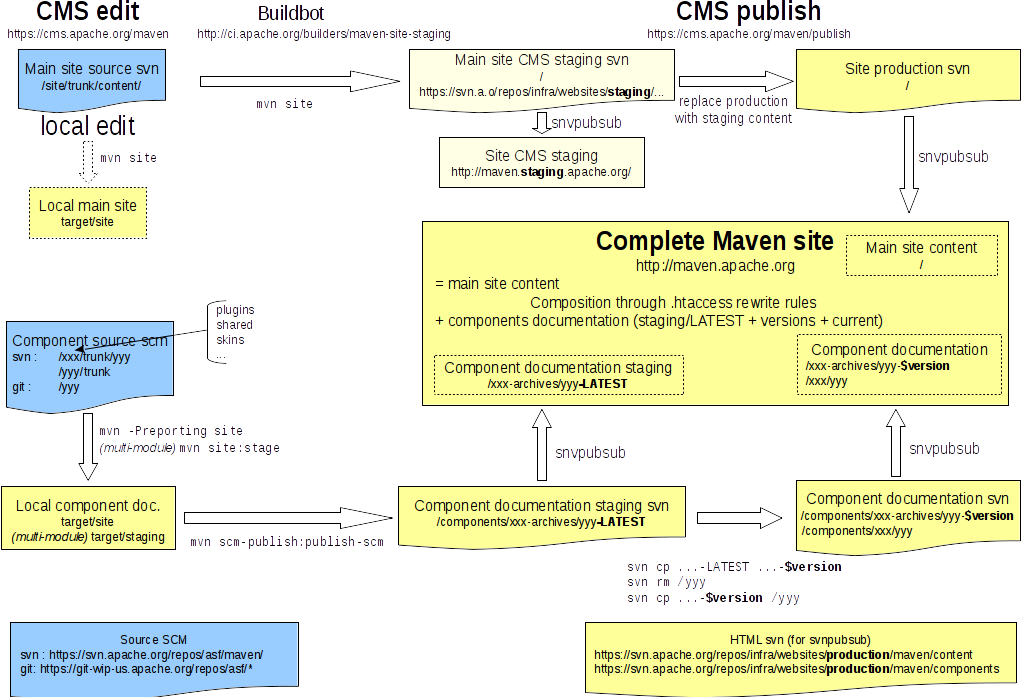 CMS edit
https://cms.apache.org/maven
Buildbot
http://ci.apache.org/builders/maven-site-staging
CMS publish
https://cms.apache.org/maven/publish
Main site source svn
/site/trunk/content/
mvn site
Main site CMS staging svn
/
https://svn.a.o/repos/infra/websites/staging/...
replace production
with staging content
Site production svn
/
local edit
mvn site
snvpubsub
Site CMS staging
http://maven.staging.apache.org/
snvpubsub
Local main site
target/site
Complete Maven site
http://maven.apache.org
Main site content
/
= main site content
Composition through .htaccess rewrite rules
+ components documentation (staging/LATEST + versions + current)
Component documentation staging
/xxx-archives/yyy-LATEST
Component documentation
/xxx-archives/yyy-$version
/xxx/yyy
plugins
shared
skins
...
Component source scm
svn : /xxx/trunk/yyy
/yyy/trunk
git : /yyy
mvn -Preporting site
(multi-module) mvn site:stage
snvpubsub
snvpubsub
Local component doc.
target/site
(multi-module) target/staging
mvn scm-publish:publish-scm
Component documentation staging svn
/components/xxx-archives/yyy-LATEST
Component documentation svn
/components/xxx-archives/yyy-$version
/components/xxx/yyy
svn cp ...-LATEST ...-$version
svn rm /yyy
svn cp ...-$version /yyy
Source SCM
svn : https://svn.apache.org/repos/asf/maven/
git: https://git-wip-us.apache.org/repos/asf/*
HTML svn (for svnpubsub)
https://svn.apache.org/repos/infra/websites/production/maven/content
https://svn.apache.org/repos/infra/websites/production/maven/components